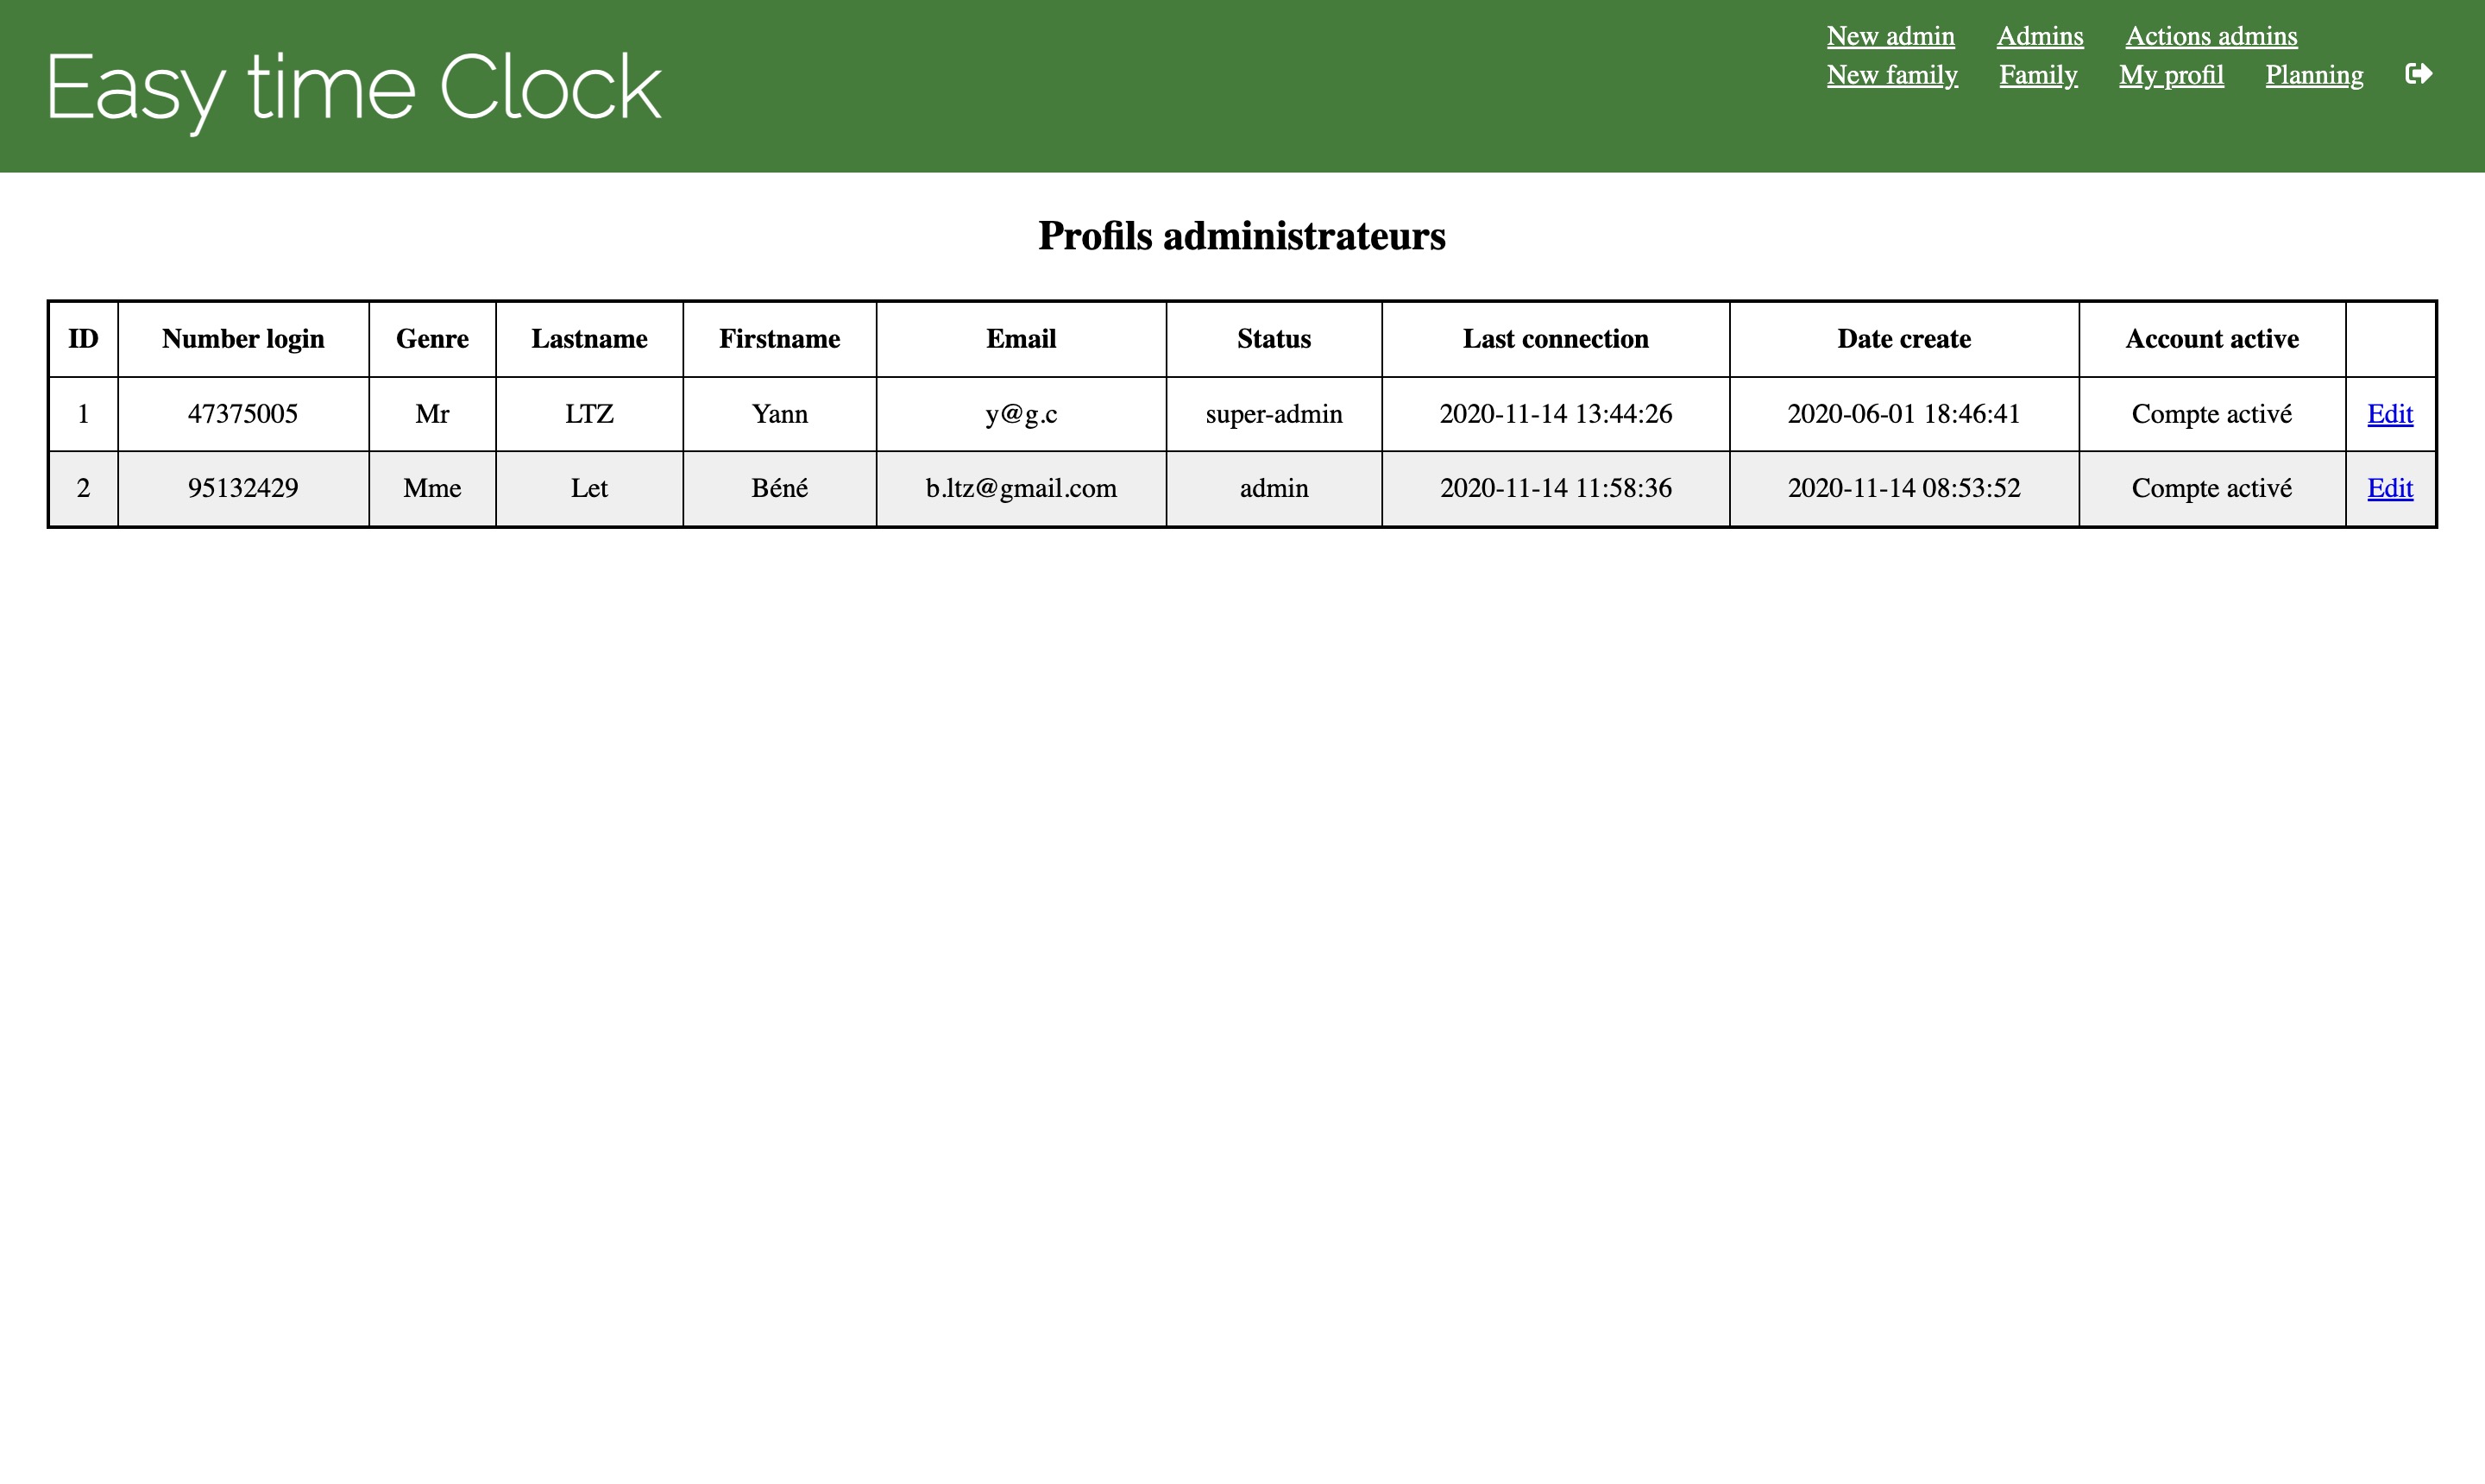 Easy time Clock
New admin Admins Actions admins
New family Family My profil Planning
Profils administrateurs
ID Number login Genre Lastname Firstname Email Status Last connection Date create Account active
1 47375005 Mr LTZ Yann y@g.c super-admin 2020-11-14 13:44:26 2020-06-01 18:46:41 Compte activé Edit
2 95132429 Mme Let Béné b.ltz@gmail.com admin 2020-11-14 11:58:36 2020-11-14 08:53:52 Compte activé Edit